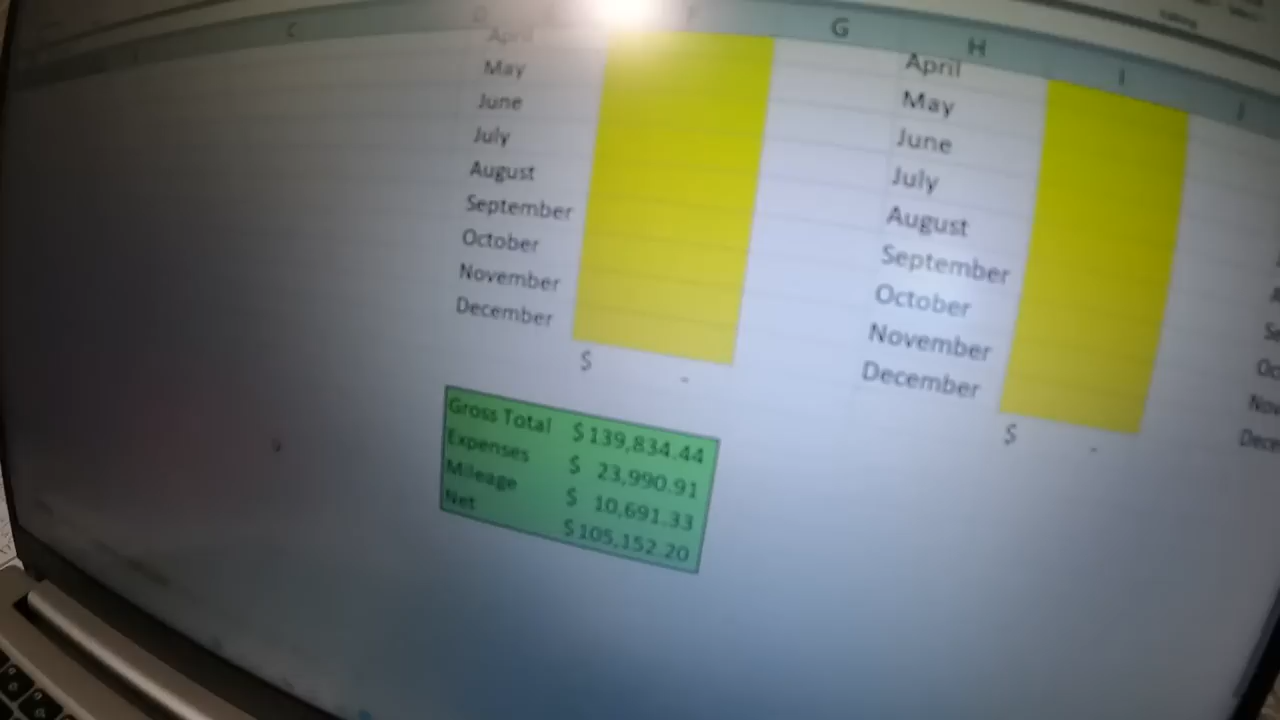 C D F G H I J
April April
May May
June June
July July
August August
September September
October October
November November
December December
$ - $ -
Gross Total $139,834.44
Expenses $ 23,990.91
Mileage $ 10,691.33
Net $105,152.20